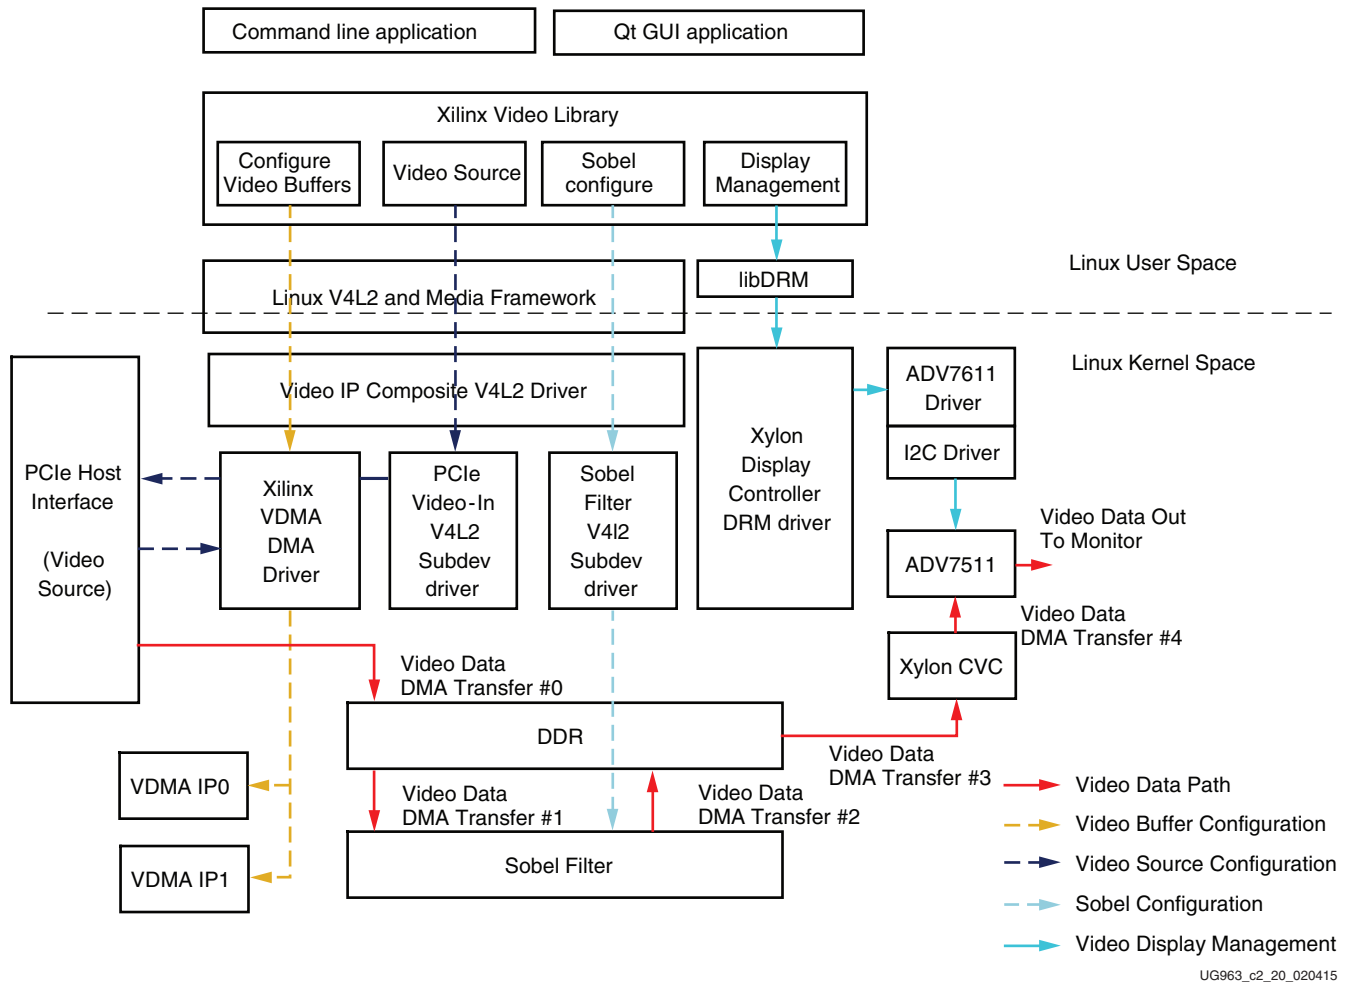 Command line application
Qt GUI application
Xilinx Video Library
Configure
Video Buffers
Video Source
Sobel
configure
Display
Management
Linux User Space
libDRM
Linux V4L2 and Media Framework
Linux Kernel Space
Video IP Composite V4L2 Driver
ADV7611
Driver
I2C Driver
PCIe Host
Interface
(Video
Source)
Xilinx
VDMA
DMA
Driver
PCIe
Video-In
V4L2
Subdev
driver
Sobel
Filter
V4l2
Subdev
driver
Xylon
Display
Controller
DRM driver
Video Data Out
To Monitor
ADV7511
Video Data
DMA Transfer #4
Xylon CVC
Video Data
DMA Transfer #0
DDR
Video Data
DMA Transfer #3
VDMA IP0
Video Data
DMA Transfer #1
Video Data
DMA Transfer #2
Sobel Filter
VDMA IP1
Video Data Path
Video Buffer Configuration
Video Source Configuration
Sobel Configuration
Video Display Management
UG963_c2_20_020415